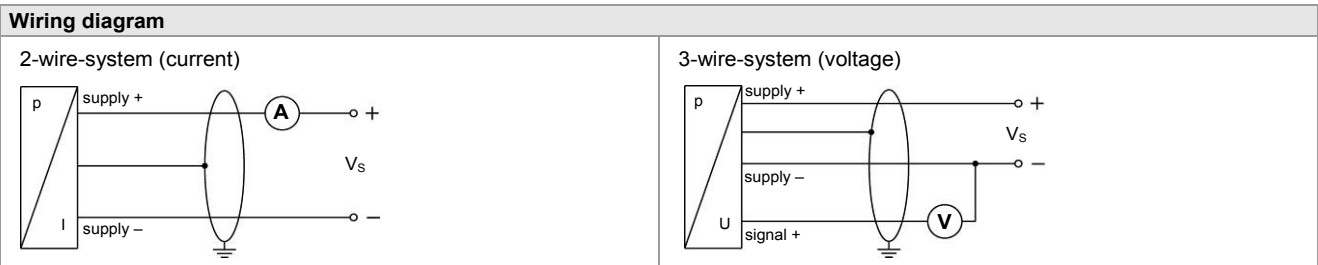 Wiring diagram
2-wire-system (current)
p
supply +
A
+
VS
I
supply –
–
3-wire-system (voltage)
p
supply +
+
VS
supply –
–
U
V
signal +